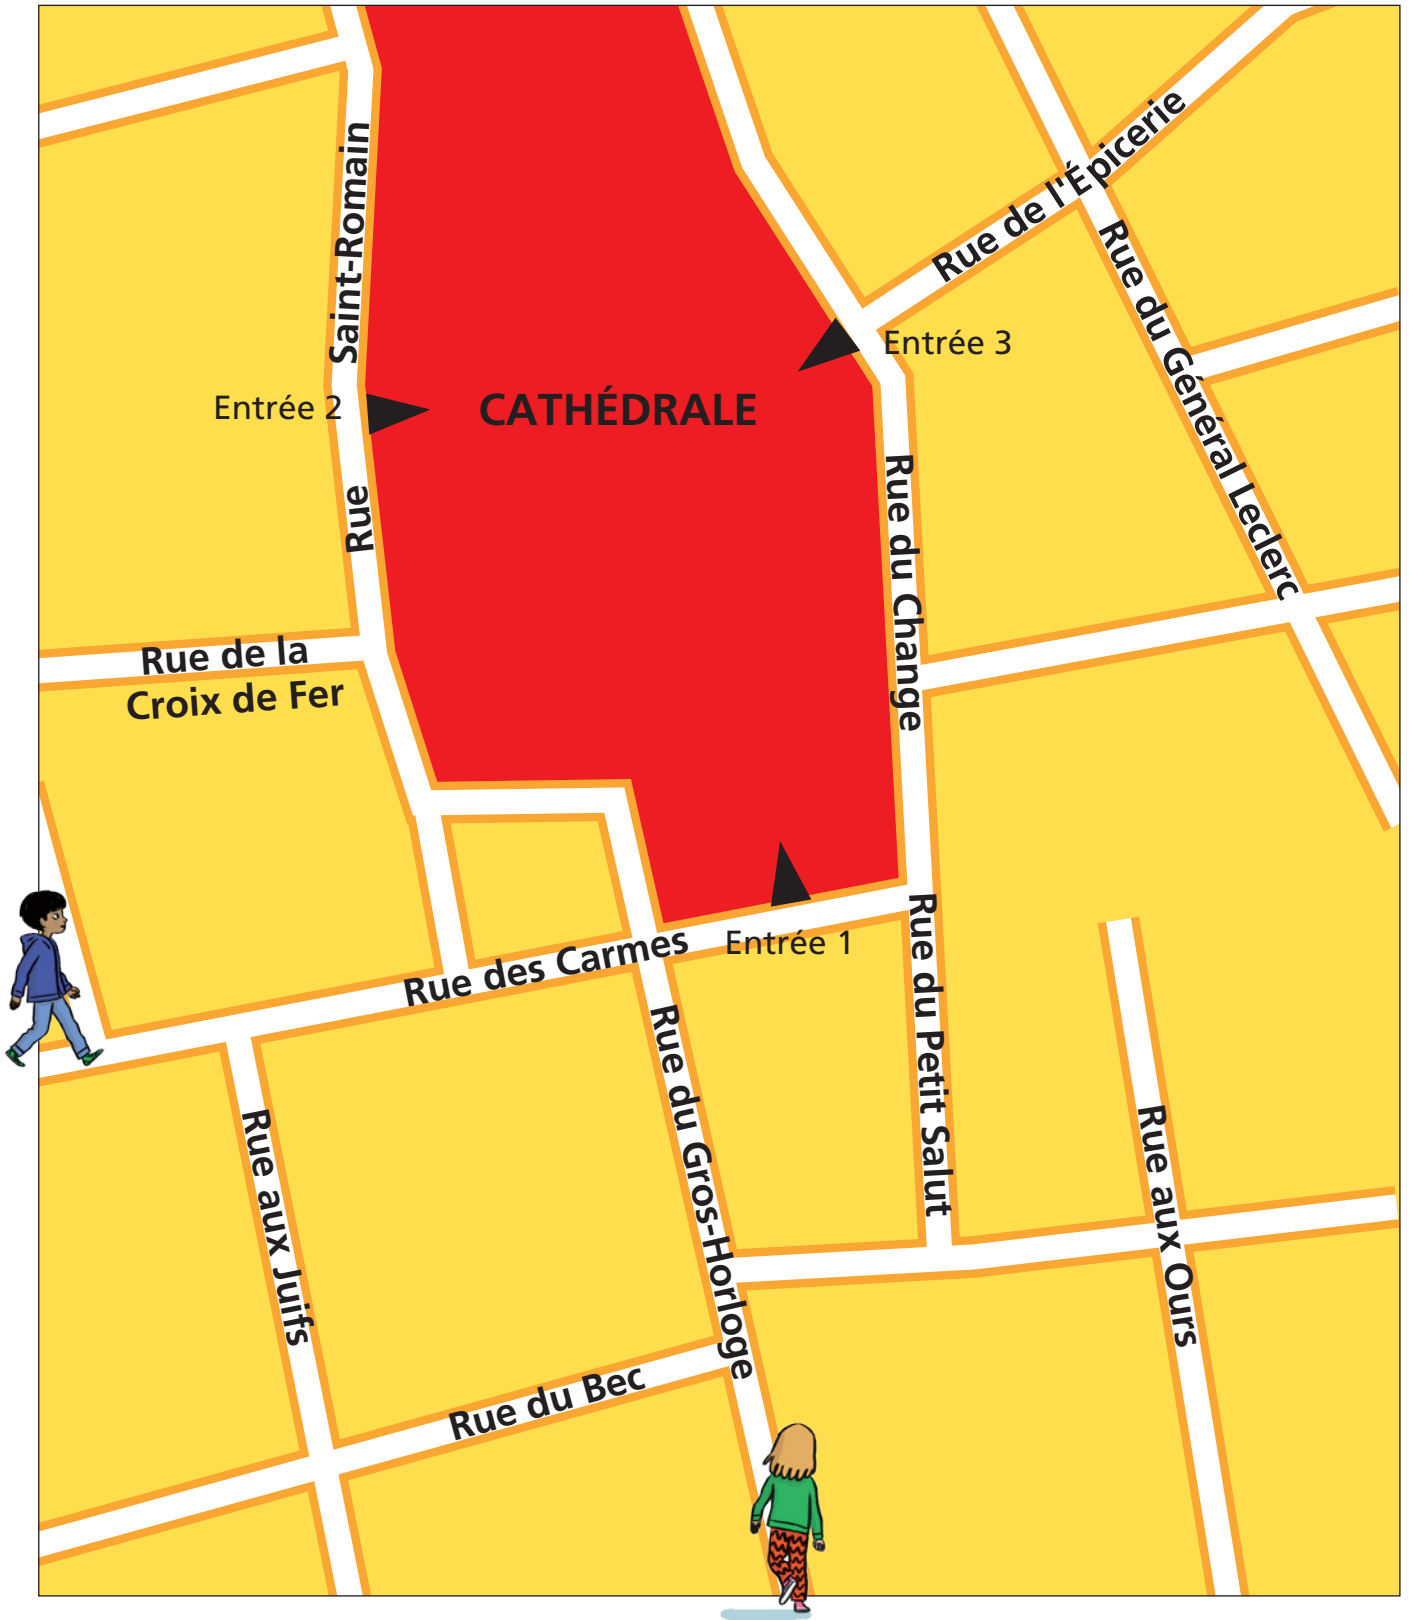 Rue de l'Épicerie
Rue Saint-Romain
Rue du Général Leclerc
Entrée 3
Entrée 2
CATHÉDRALE
Rue du Change
Rue de la
Croix de Fer
Entrée 1
Rue des Carmes
Rue du Petit Salut
Rue du Gros-Horloge
Rue aux Juifs
Rue aux Ours
Rue du Bec